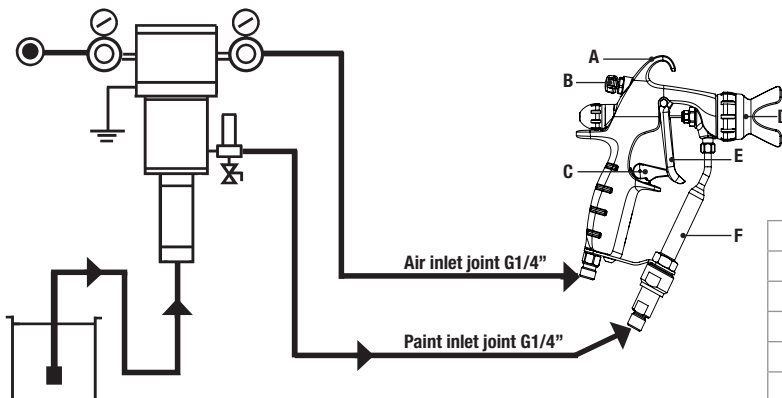 A
B
D
E
C
F
Air inlet joint G1/4”
Paint inlet joint G1/4”